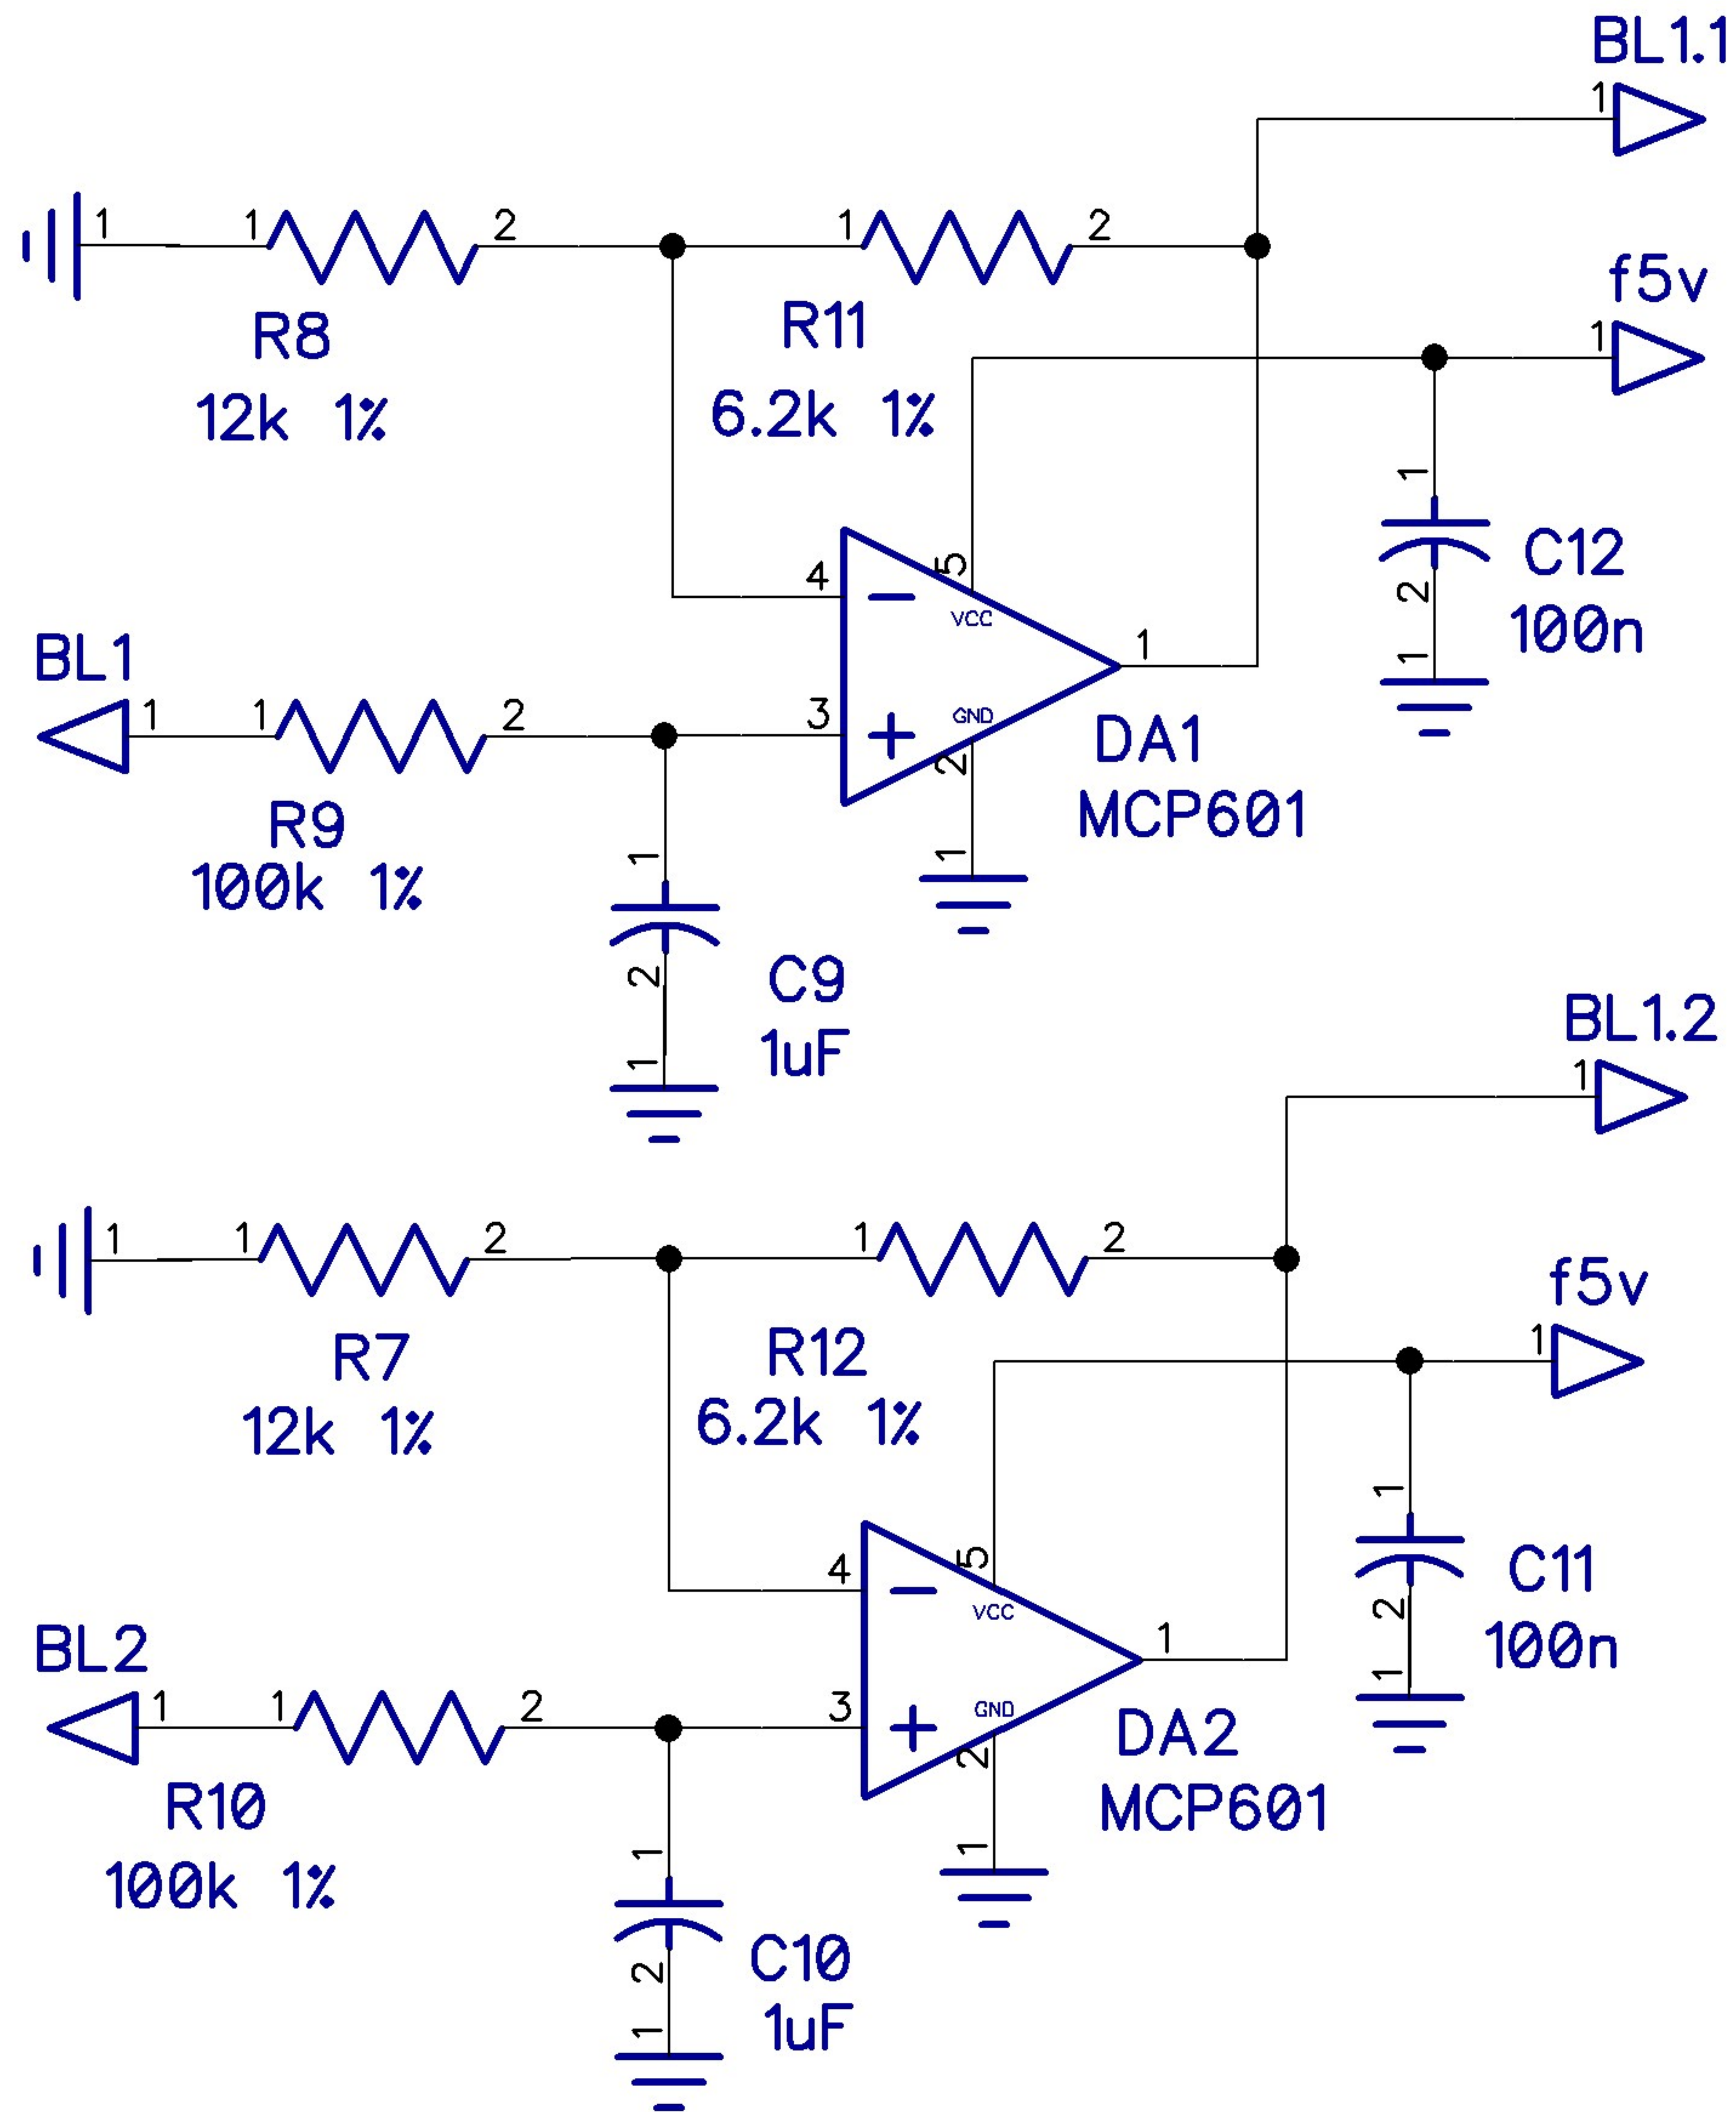 BL1.1
1
1
1
2
1
2
f5v
1
R8
12k 1%
R11
6.2k 1%
1
2
1
C12
100n
4
5
VCC
1
BL1
1
1
2
3
GND
2
DA1
MCP601
1
R9
100k 1%
1
2
1
C9
1uF
BL1.2
1
1
1
2
1
2
f5v
1
R7
12k 1%
R12
6.2k 1%
1
2
1
C11
100n
4
5
VCC
1
BL2
1
1
2
3
GND
2
DA2
MCP601
1
R10
100k 1%
1
2
1
C10
1uF